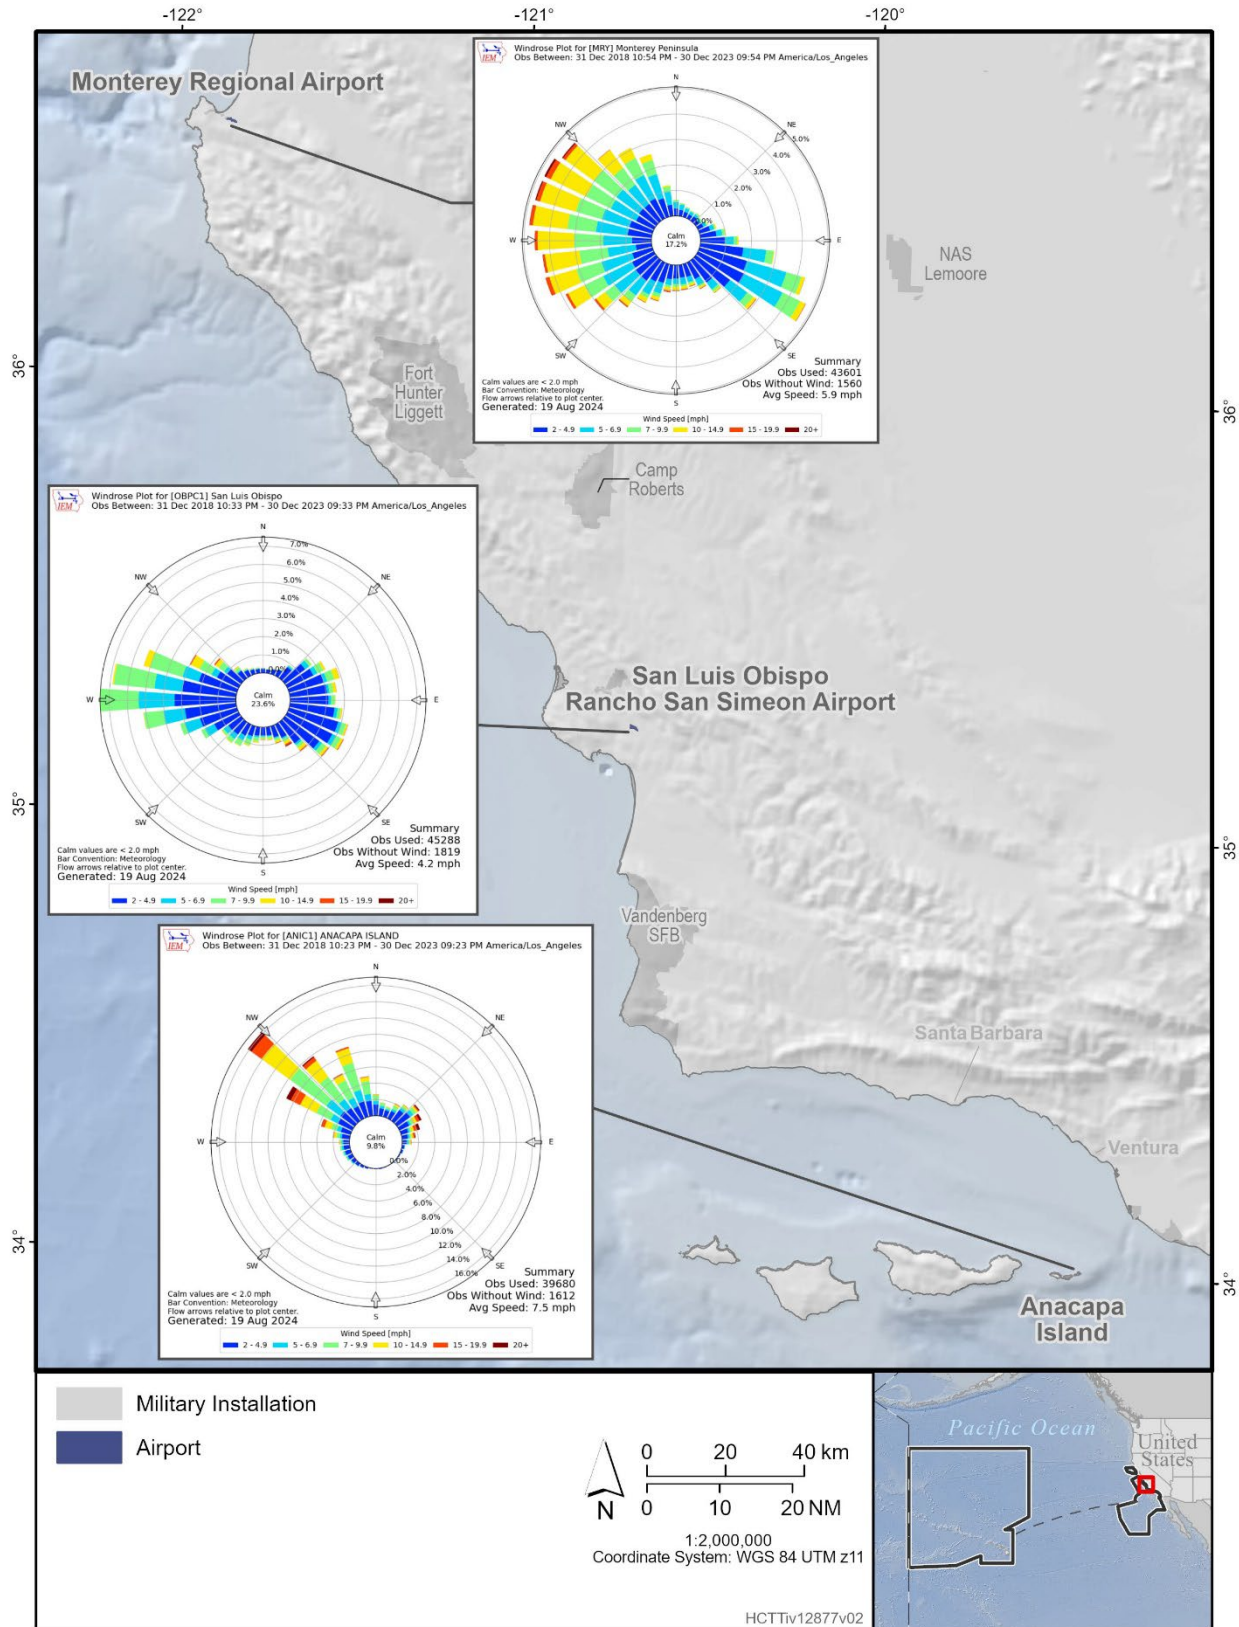 -122°
-121°
-120°
Monterey Regional Airport
IEM
Windrose Plot for [MRY] Monterey Peninsula
Obs Between: 31 Dec 2018 10:54 PM - 30 Dec 2023 09:54 PM America/Los_Angeles
N
NW
NE
5.0%
4.0%
3.0%
2.0%
1.0%
0.0%
Calm
17.2%
W
E
SW
SE
S
Summary
Obs Used: 43601
Obs Without Wind: 1560
Avg Speed: 5.9 mph
Calm values are < 2.0 mph
Bar Convention: Meteorology
Flow arrows relative to plot center.
Generated: 19 Aug 2024
Wind Speed [mph]
2 - 4.9 5 - 6.9 7 - 9.9 10 - 14.9 15 - 19.9 20+
NAS
Lemoore
36°
36°
Fort
Hunter
Liggett
Camp
Roberts
IEM
Windrose Plot for [OBPC1] San Luis Obispo
Obs Between: 31 Dec 2018 10:33 PM - 30 Dec 2023 09:33 PM America/Los_Angeles
N
7.0%
6.0%
5.0%
4.0%
3.0%
2.0%
1.0%
0.0%
NW
NE
Calm
23.6%
W
E
SW
SE
S
Summary
Obs Used: 45288
Obs Without Wind: 1819
Avg Speed: 4.2 mph
Calm values are < 2.0 mph
Bar Convention: Meteorology
Flow arrows relative to plot center.
Generated: 19 Aug 2024
Wind Speed [mph]
2 - 4.9 5 - 6.9 7 - 9.9 10 - 14.9 15 - 19.9 20+
San Luis Obispo
Rancho San Simeon Airport
35°
35°
Vandenberg
SFB
IEM
Windrose Plot for [ANIC1] ANACAPA ISLAND
Obs Between: 31 Dec 2018 10:23 PM - 30 Dec 2023 09:23 PM America/Los_Angeles
N
NW
NE
Calm
9.8%
W
E
0.0%
2.0%
4.0%
6.0%
8.0%
10.0%
12.0%
14.0%
16.0%
SW
SE
S
Summary
Obs Used: 39680
Obs Without Wind: 1612
Avg Speed: 7.5 mph
Calm values are < 2.0 mph
Bar Convention: Meteorology
Flow arrows relative to plot center.
Generated: 19 Aug 2024
Wind Speed [mph]
2 - 4.9 5 - 6.9 7 - 9.9 10 - 14.9 15 - 19.9 20+
Santa Barbara
Ventura
34°
34°
Anacapa
Island
Military Installation
Airport
N
0 20 40 km
0 10 20 NM
1:2,000,000
Coordinate System: WGS 84 UTM z11
HCTTiv12877v02
Pacific Ocean
United
States